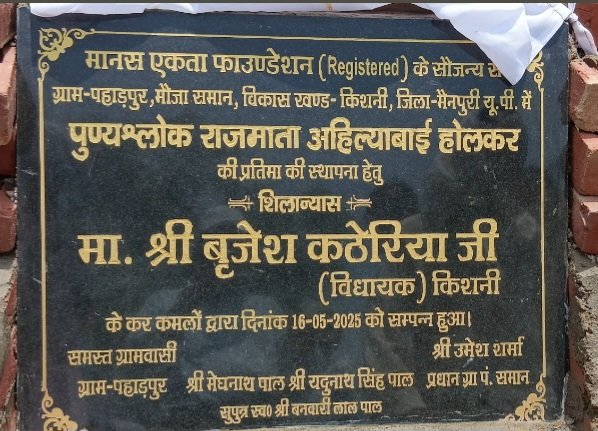 मानस एकता फाउण्डेशन (Registered) के सौजन्य से
ग्राम-पहाड़पुर, मौजा समान, विकास खण्ड- किशनी, जिला-मैनपुरी यू.पी. में
पुण्यश्लोक राजमाता अहिल्याबाई होलकर
की प्रतिमा की स्थापना हेतु
शिलान्यास
मा. श्री बृजेश कठेरिया जी
(विधायक) किशनी
के कर कमलों द्वारा दिनांक 16-05-2025 को सम्पन्न हुआ।
समस्त ग्रामवासी श्री उमेश शर्मा
ग्राम-पहाड़पुर श्री मेघनाथ पाल श्री यदुनाथ सिंह पाल प्रधान ग्रा पं. समान
सुपुत्र स्व० श्री बनवारी लाल पाल